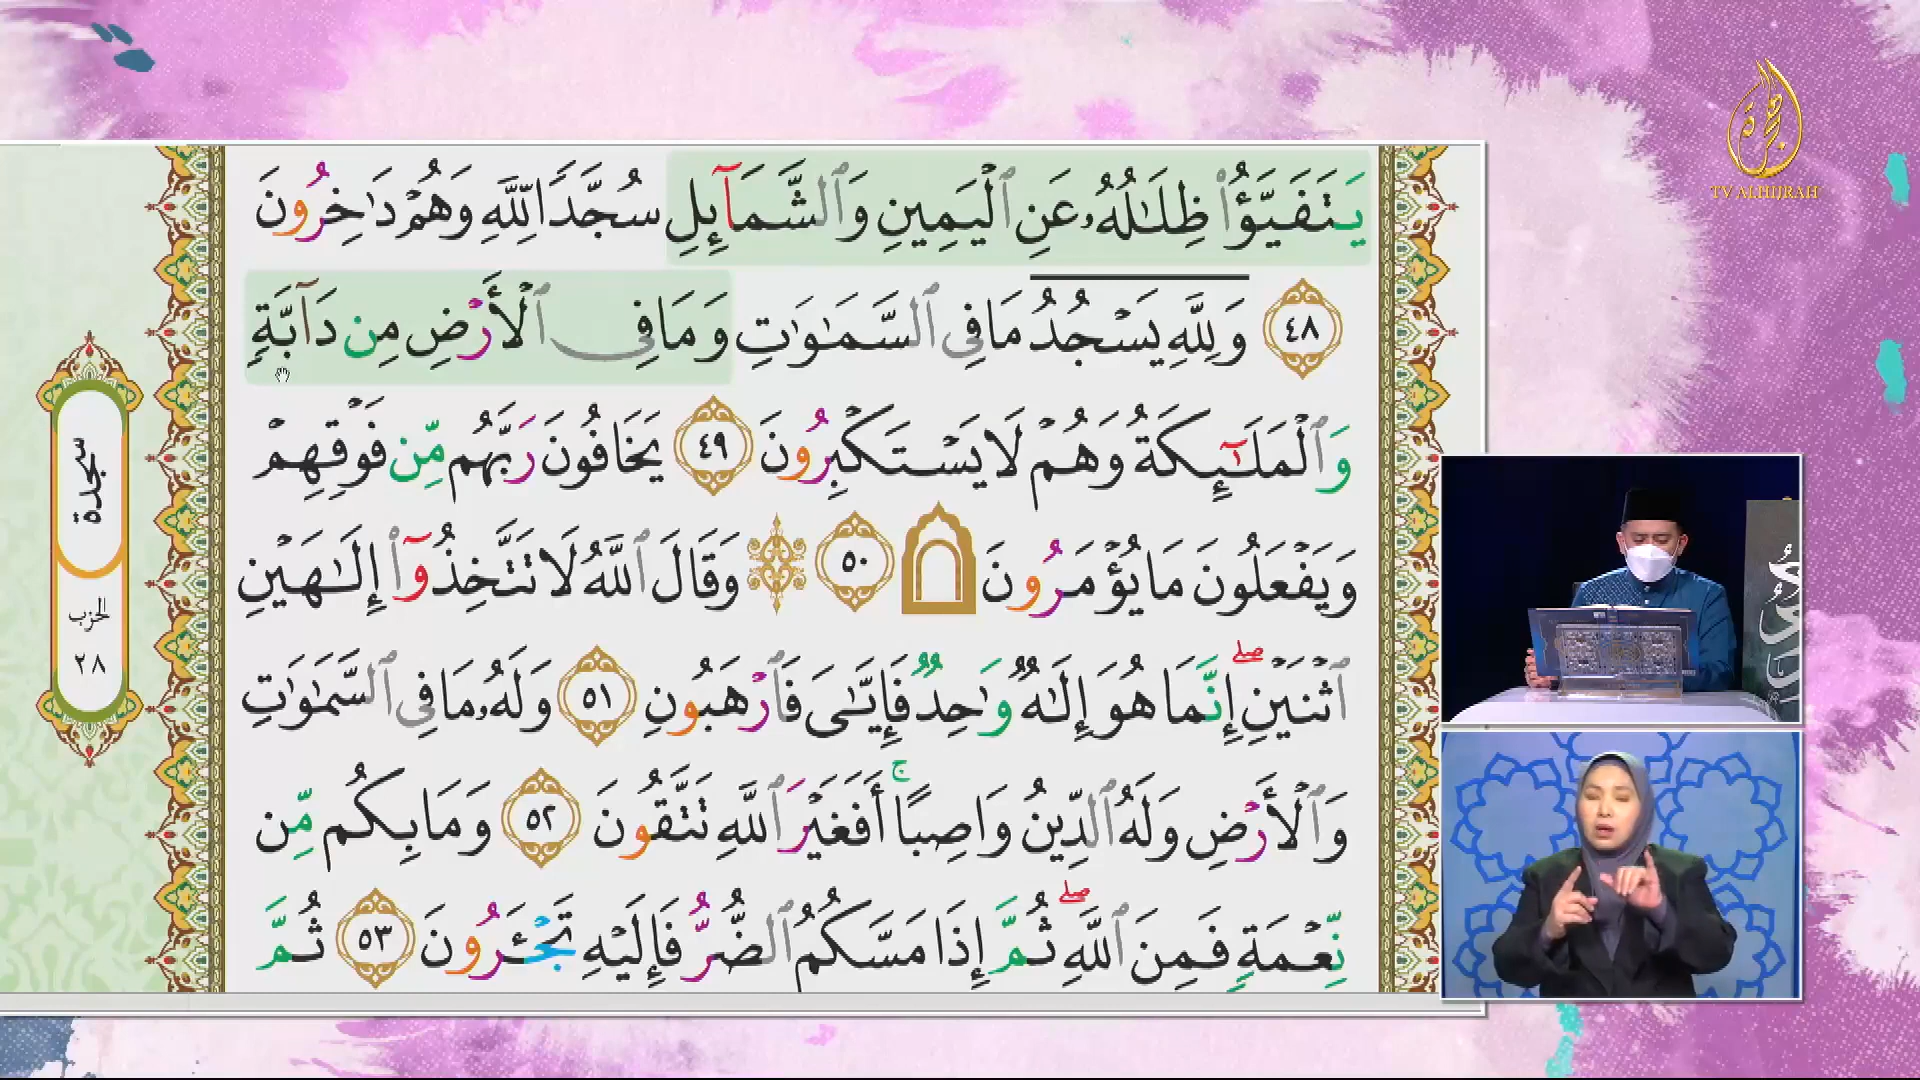 يَتَفَيَّؤُا۟ ظِلَـٰلُهُۥ عَنِ ٱلْيَمِينِ وَٱلشَّمَآئِلِ سُجَّدًا لِّلَّهِ وَهُمْ دَٰخِرُونَ
٤٨ وَلِلَّهِ يَسْجُدُ مَا فِى ٱلسَّمَـٰوَٰتِ وَمَا فِى ٱلْأَرْضِ مِن دَآبَّةٍ
وَٱلْمَلَـٰٓئِكَةُ وَهُمْ لَا يَسْتَكْبِرُونَ ٤٩ يَخَافُونَ رَبَّهُم مِّن فَوْقِهِمْ
وَيَفْعَلُونَ مَا يُؤْمَرُونَ ۩ ٥٠ وَقَالَ ٱللَّهُ لَا تَتَّخِذُوٓا۟ إِلَـٰهَيْنِ
ٱثْنَيْنِ ۖ إِنَّمَا هُوَ إِلَـٰهٌ وَٰحِدٌ فَإِيَّـٰىَ فَٱرْهَبُونِ ٥١ وَلَهُۥ مَا فِى ٱلسَّمَـٰوَٰتِ
وَٱلْأَرْضِ وَلَهُ ٱلدِّينُ وَاصِبًا ۚ أَفَغَيْرَ ٱللَّهِ تَتَّقُونَ ٥٢ وَمَا بِكُم مِّن
نِّعْمَةٍ فَمِنَ ٱللَّهِ ۖ ثُمَّ إِذَا مَسَّكُمُ ٱلضُّرُّ فَإِلَيْهِ تَجْـَٔرُونَ ٥٣ ثُمَّ
سجدة
الحزب
٢٨
TV ALHIJRAH